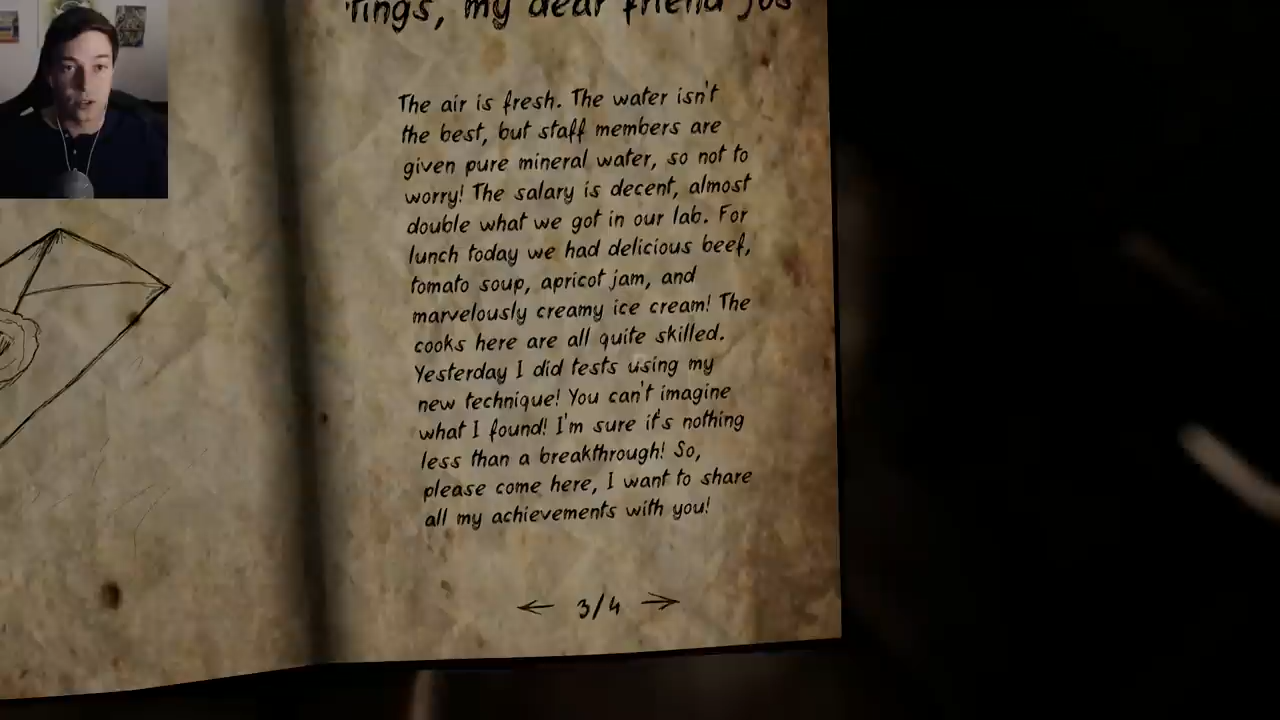 my dear friend
The air is fresh. The water isn't
the best, but staff members are
given pure mineral water, so not to
worry! The salary is decent, almost
double what we got in our lab. For
lunch today we had delicious beef,
tomato soup, apricot jam, and
marvelously creamy ice cream! The
cooks here are all quite skilled.
Yesterday I did tests using my
new technique! You can't imagine
what I found! I'm sure it's nothing
less than a breakthrough! So,
please come here, I want to share
all my achievements with you!
← 3/4 →